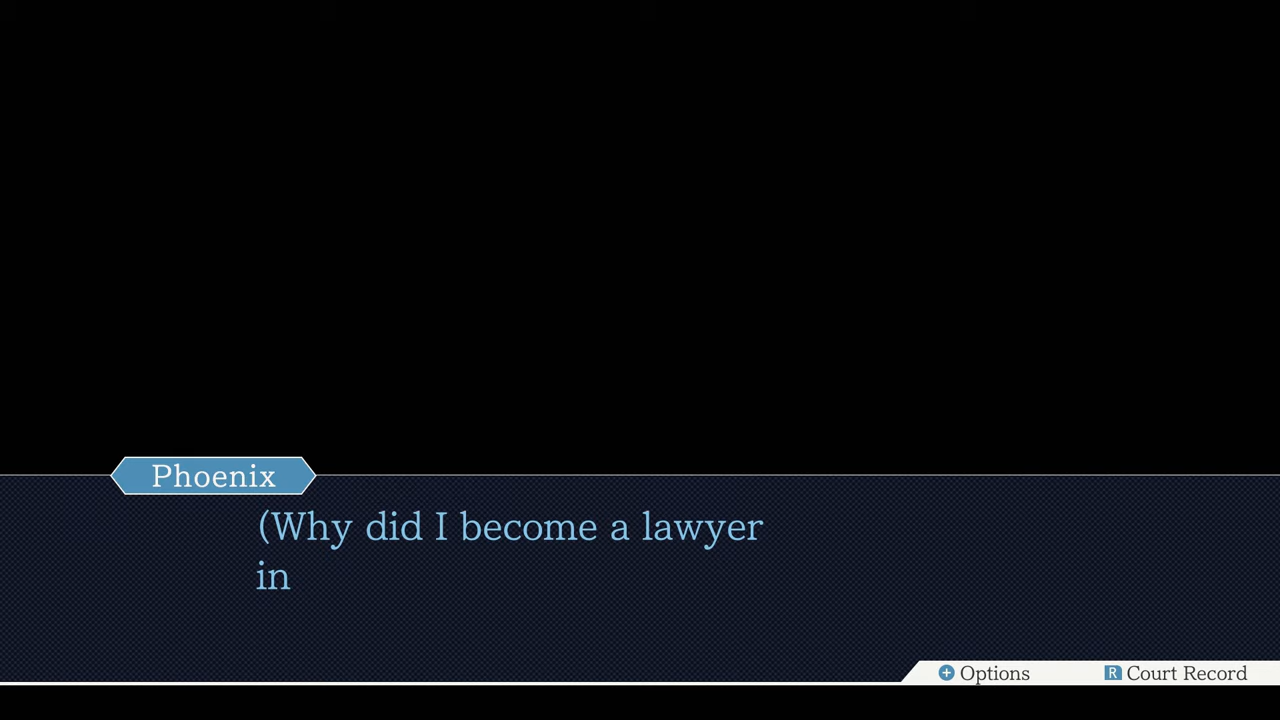 Phoenix
(Why did I become a lawyer
in
+ Options
R Court Record